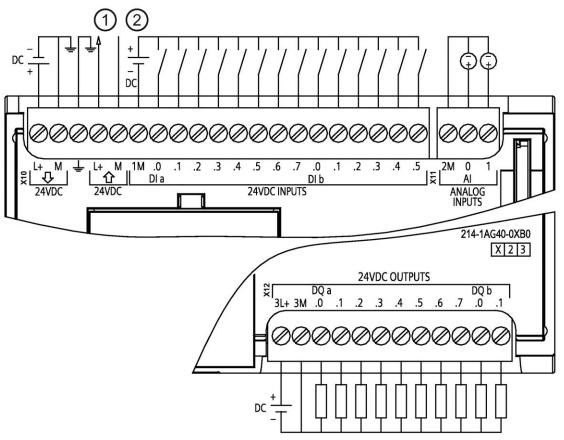 1 2
− + DC
+ − DC
− + − +
X10 L+ M L+ M 1M .0 .1 .2 .3 .4 .5 .6 .7 .0 .1 .2 .3 .4 .5 X11 2M 0 1
24VDC DI a DI b AI
24VDC 24VDC INPUTS ANALOG
INPUTS
214-1AG40-0XB0
X 2 3
24VDC OUTPUTS
X12 DQ a DQ b
3L+ 3M .0 .1 .2 .3 .4 .5 .6 .7 .0 .1
+
DC
−